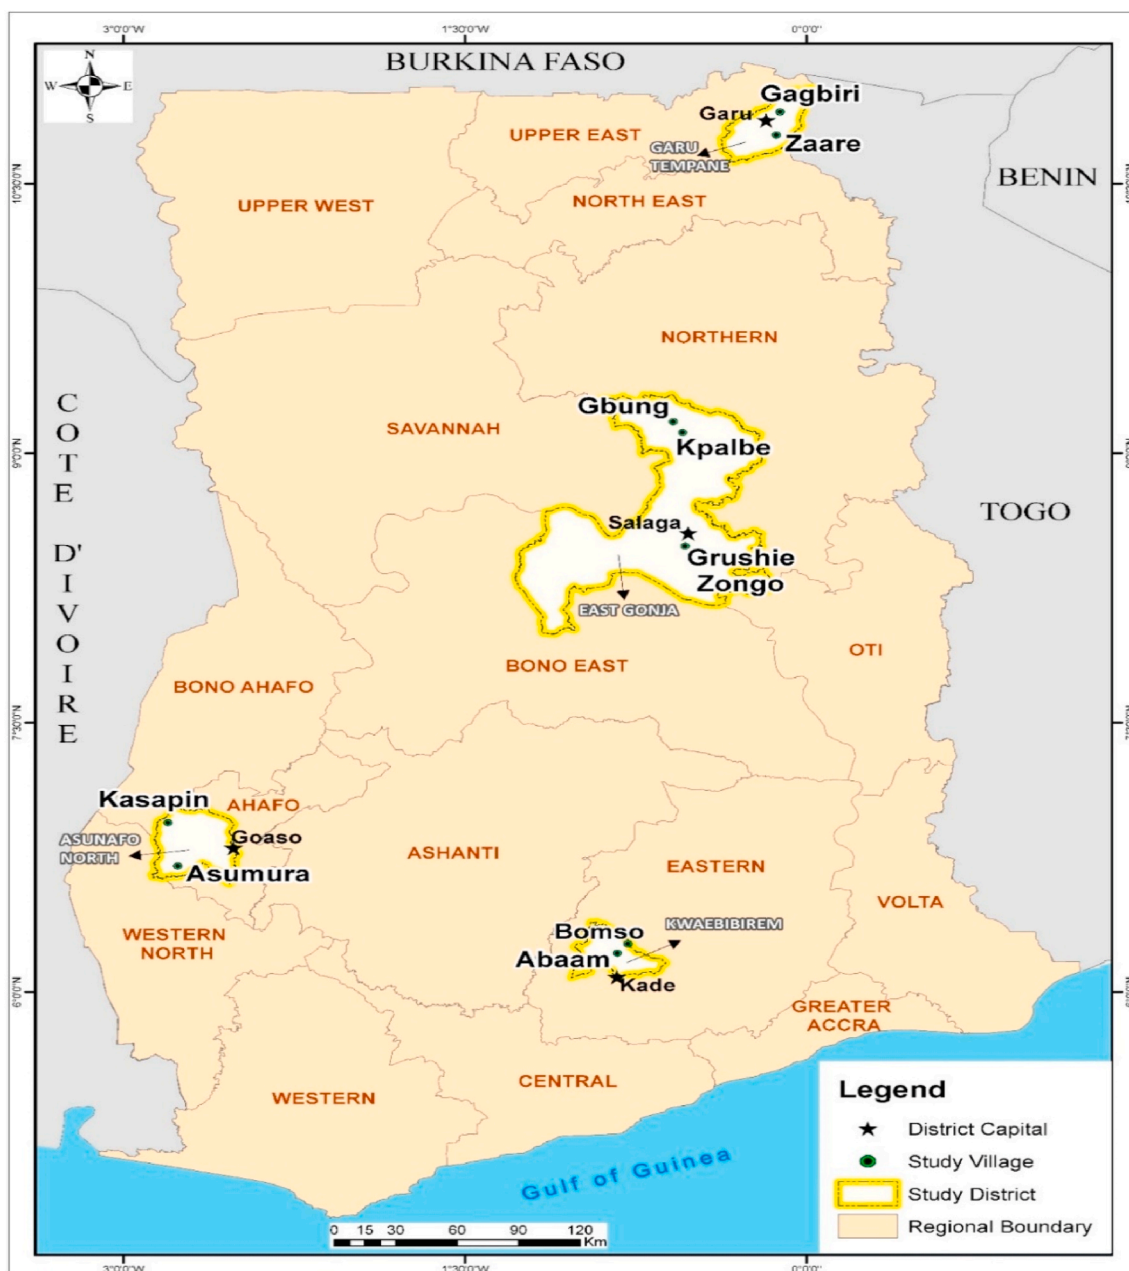 3°0'0"W 1°30'0"W 0°0'0"
N
W E
S
BURKINA FASO
Gagbiri
Garu
UPPER EAST
Zaare
GARU
TEMPANE
BENIN
10°30'0"N
UPPER WEST
NORTH EAST
NORTHERN
COTE D'IVOIRE
Gbung
SAVANNAH
Kpalbe
9°0'0"N
TOGO
Salaga
Grushie
Zongo
EAST GONJA
OTI
BONO EAST
BONO AHAFO
7°30'0"N
Kasapin
AHAFO
Goaso
ASUNAFO
NORTH
ASHANTI
EASTERN
Asumura
VOLTA
KWAEBIBIREM
WESTERN
NORTH
Bomso
Abaam
Kade
6°0'0"N
GREATER
ACCRA
CENTRAL
WESTERN
Gulf of Guinea
Legend
District Capital
Study Village
Study District
Regional Boundary
0 15 30 60 90 120
Km
3°0'0"W 1°30'0"W 0°0'0"